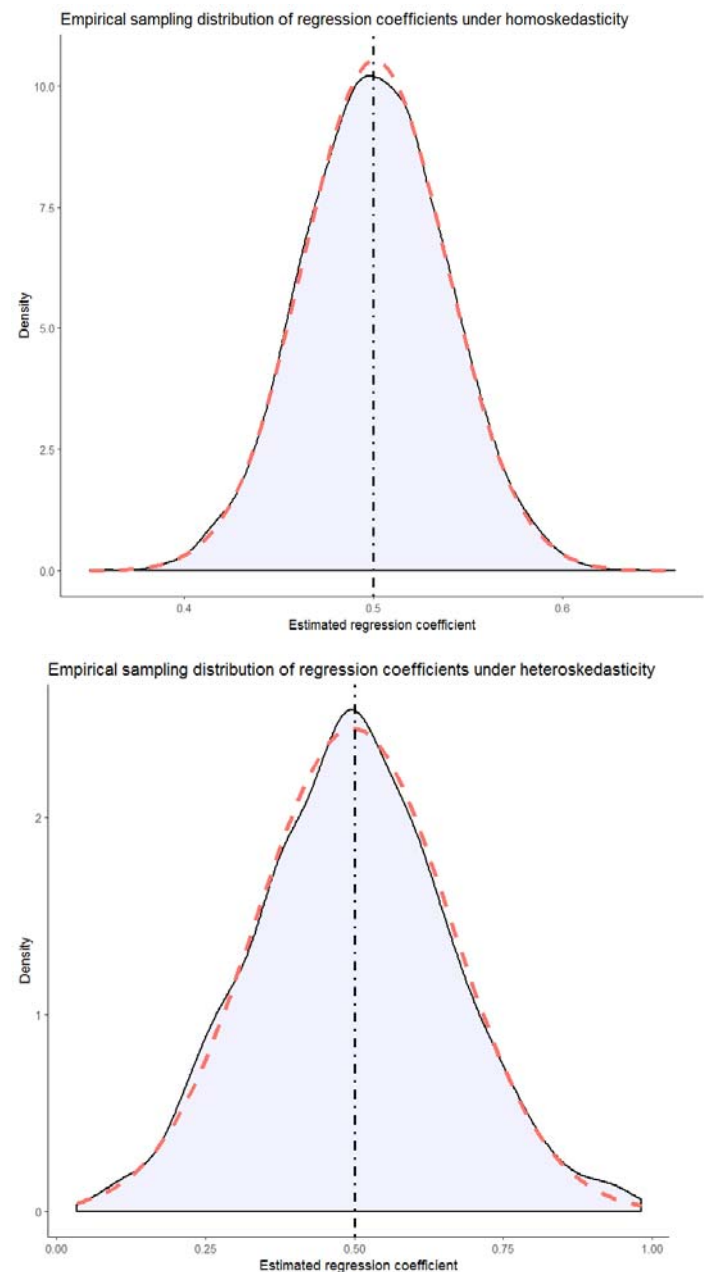 Empirical sampling distribution of regression coefficients under homoskedasticity
10.0
7.5
Density
5.0
2.5
0.0
0.4 0.5 0.6
Estimated regression coefficient
Empirical sampling distribution of regression coefficients under heteroskedasticity
2
Density
1
0
0.00 0.25 0.50 0.75 1.00
Estimated regression coefficient